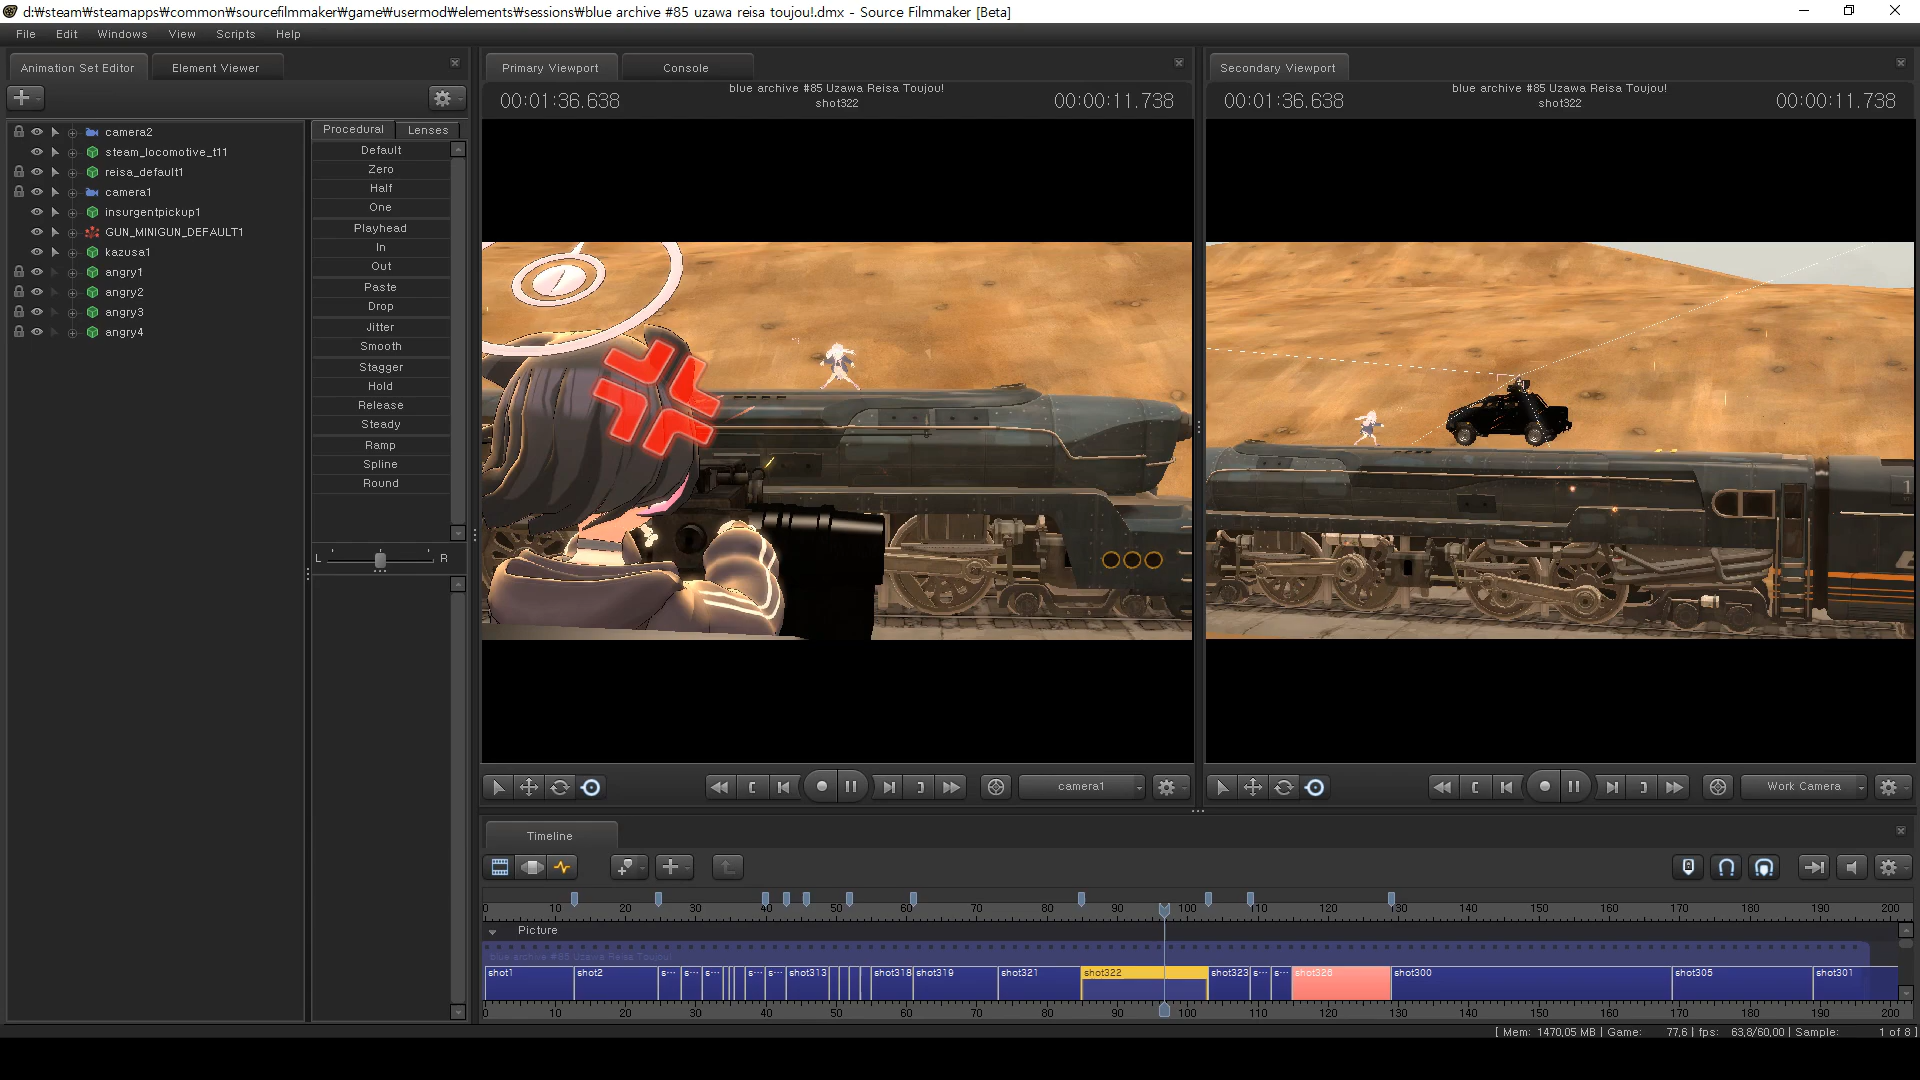 d:₩steam₩steamapps₩common₩sourcefilmmaker₩game₩usermod₩elements₩sessions₩blue archive #85 uzawa reisa toujou!.dmx - Source Filmmaker [Beta]
File Edit Windows View Scripts Help
Animation Set Editor Element Viewer
camera2
steam_locomotive_t11
reisa_default1
camera1
insurgentpickup1
GUN_MINIGUN_DEFAULT1
kazusa1
angry1
angry2
angry3
angry4
Procedural Lenses
Default
Zero
Half
One
Playhead
In
Out
Paste
Drop
Jitter
Smooth
Stagger
Hold
Release
Steady
Ramp
Spline
Round
L R
Primary Viewport Console
00:01:36.638 blue archive #85 Uzawa Reisa Toujou! 00:00:11.738
shot322
camera1
Secondary Viewport
00:01:36.638 blue archive #85 Uzawa Reisa Toujou! 00:00:11.738
shot322
Work Camera
Timeline
0 10 20 30 40 50 60 70 80 90 100 110 120 130 140 150 160 170 180 190 200
Picture
blue archive #85 Uzawa Reisa Toujou!
shot1 shot2 s··· s··· s··· s··· s··· shot313 shot318 shot319 shot321 shot322 shot323 s··· s··· shot326 shot300 shot305 shot301
0 10 20 30 40 50 60 70 80 90 100 110 120 130 140 150 160 170 180 190 200
[ Mem: 1470,05 MB | Game: 77,6 | fps: 63,8/60,00 | Sample: 1 of 8 ]